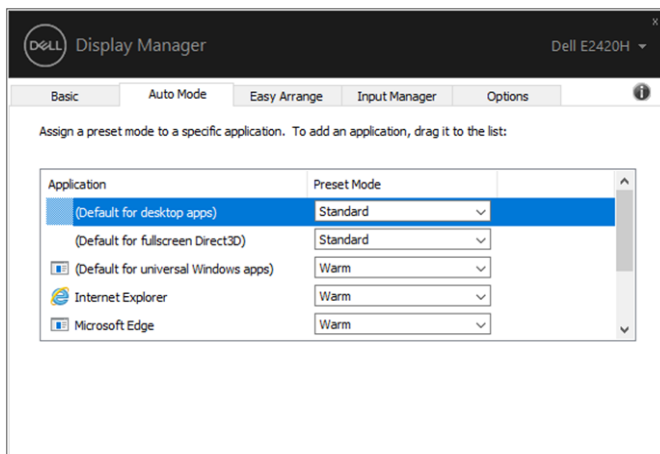 x
DELL Display Manager Dell E2420H
Basic Auto Mode Easy Arrange Input Manager Options i
Assign a preset mode to a specific application. To add an application, drag it to the list:
Application Preset Mode
(Default for desktop apps) Standard
(Default for fullscreen Direct3D) Standard
(Default for universal Windows apps) Warm
Internet Explorer Warm
Microsoft Edge Warm